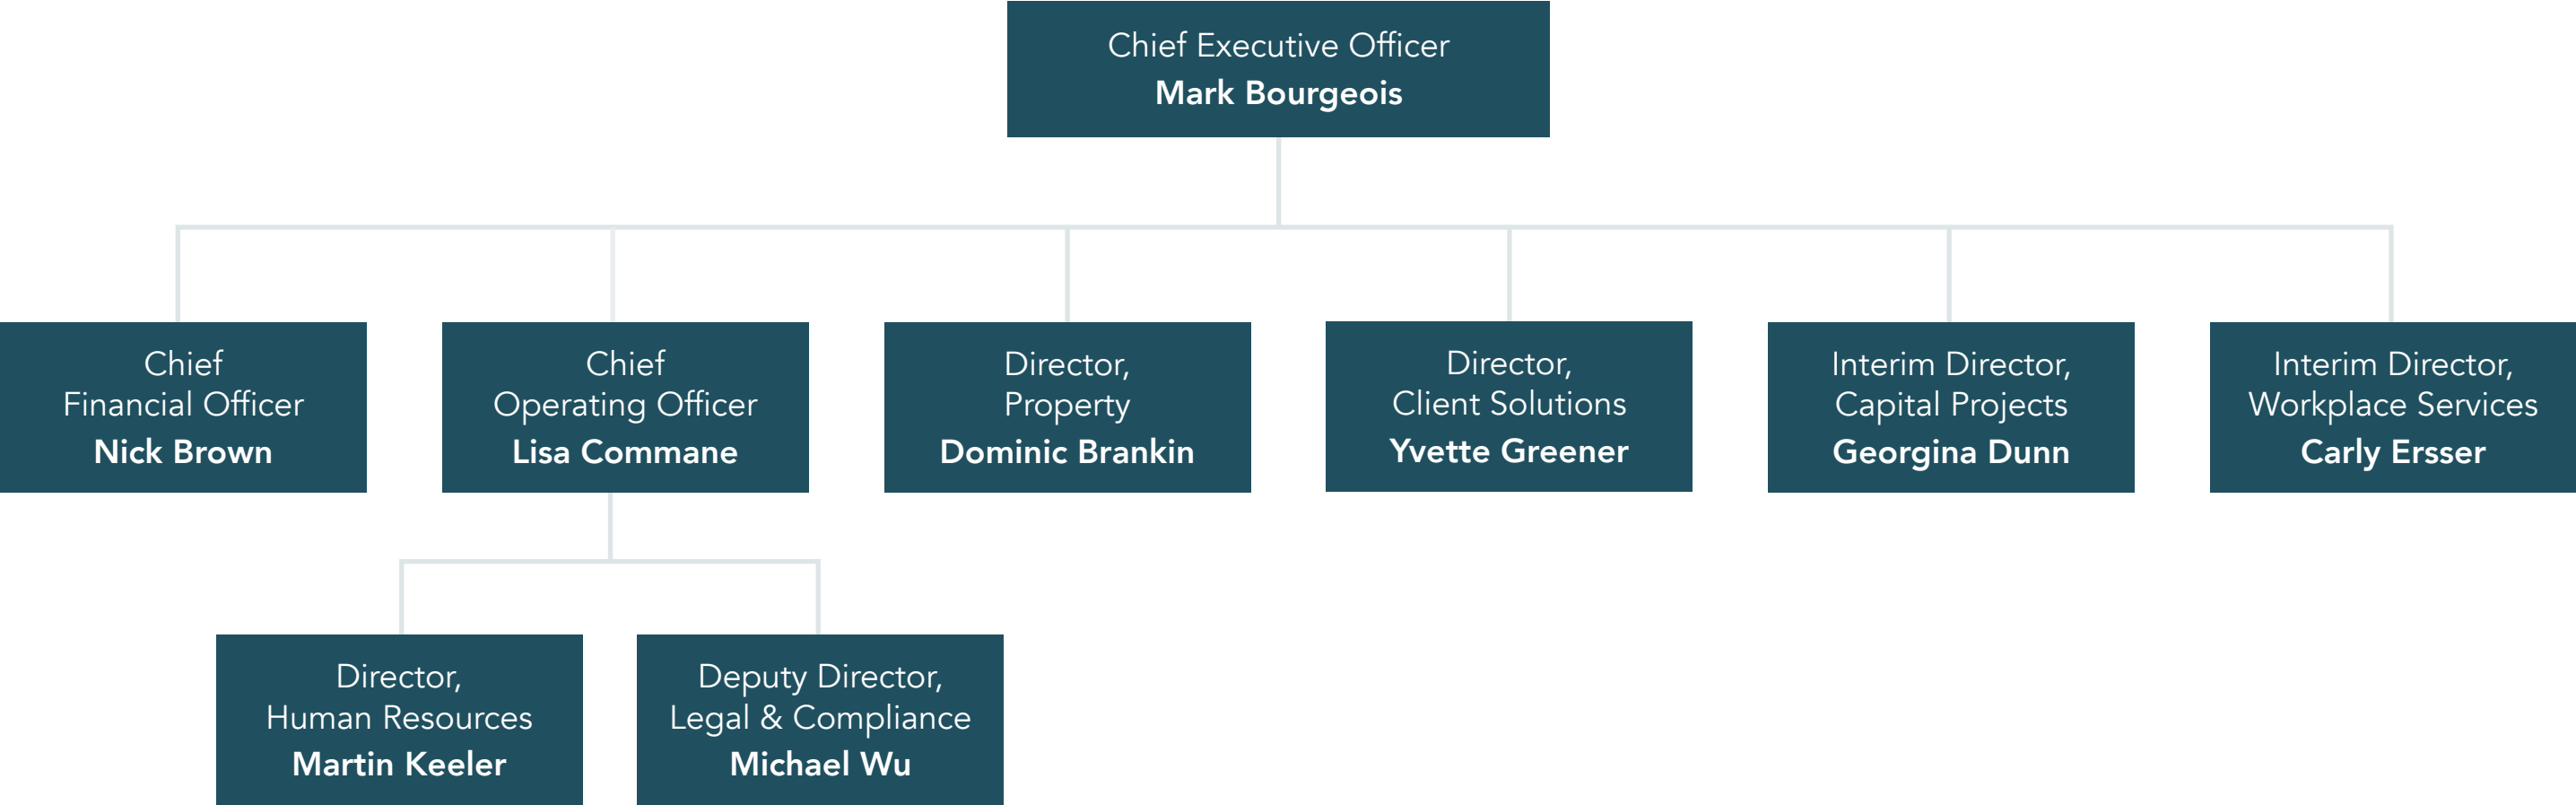 Chief Executive Officer
Mark Bourgeois
Chief
Financial Officer
Nick Brown
Chief
Operating Officer
Lisa Commane
Director,
Property
Dominic Brankin
Director,
Client Solutions
Yvette Greener
Interim Director,
Capital Projects
Georgina Dunn
Interim Director,
Workplace Services
Carly Ersser
Director,
Human Resources
Martin Keeler
Deputy Director,
Legal & Compliance
Michael Wu